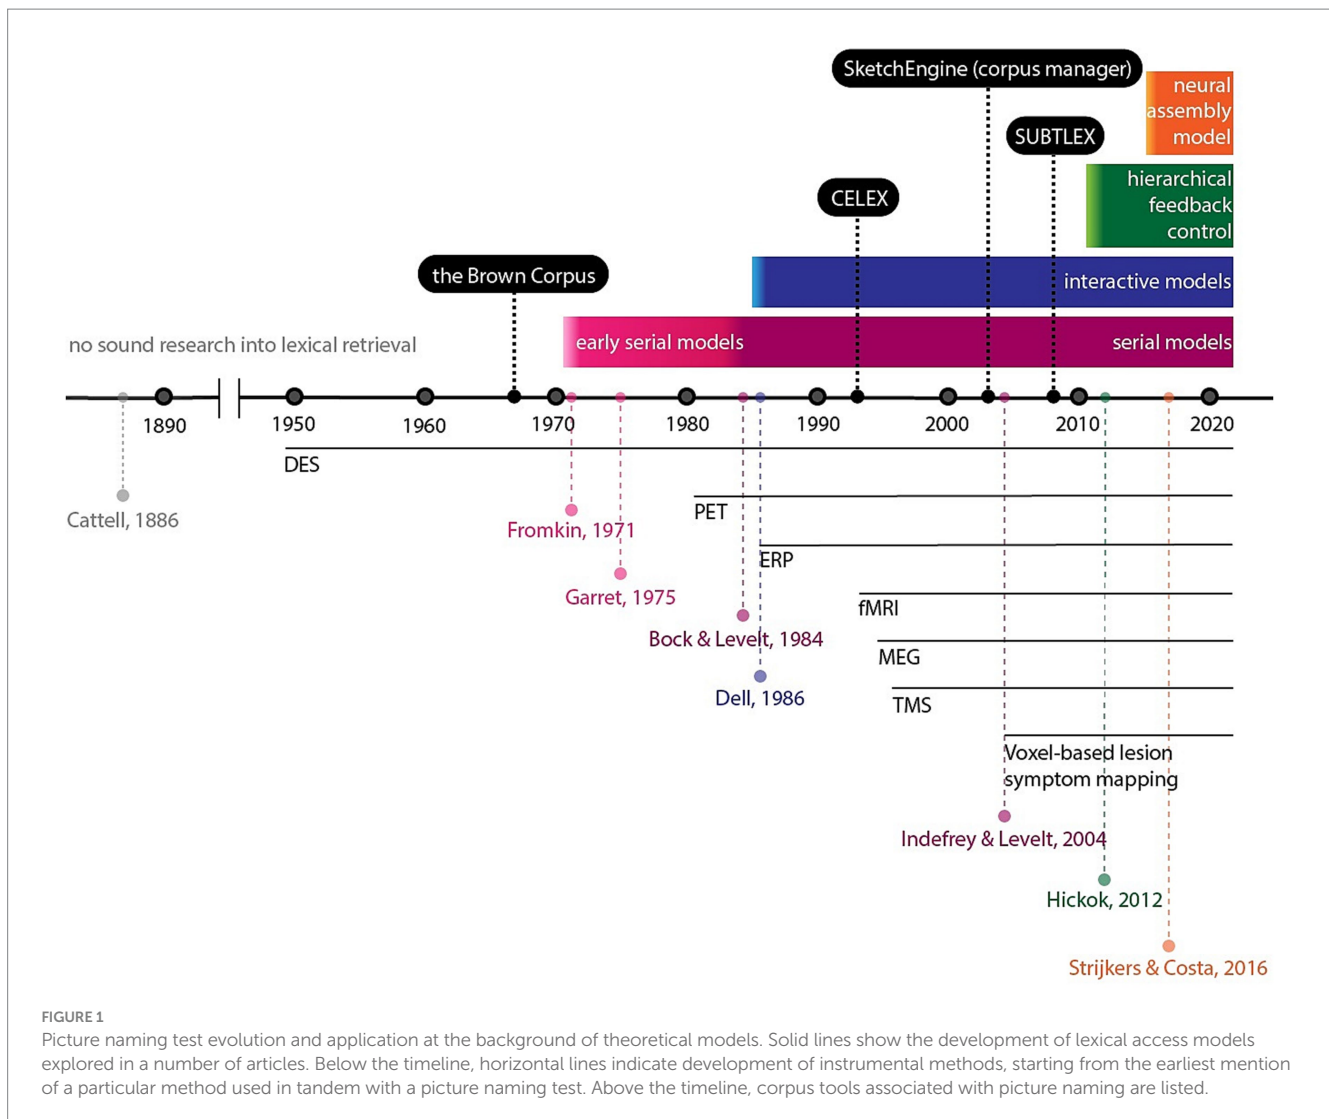 SketchEngine (corpus manager)
neural
assembly
model
SUBTLEX
hierarchical
feedback
control
CELEX
the Brown Corpus
interactive models
no sound research into lexical retrieval
early serial models
serial models
1890
1950
1960
1970
1980
1990
2000
2010
2020
DES
Cattell, 1886
PET
Fromkin, 1971
ERP
Garret, 1975
fMRI
Bock & Levelt, 1984
MEG
Dell, 1986
TMS
Voxel-based lesion
symptom mapping
Indefrey & Levelt, 2004
Hickok, 2012
Strijkers & Costa, 2016
FIGURE 1
Picture naming test evolution and application at the background of theoretical models. Solid lines show the development of lexical access models
explored in a number of articles. Below the timeline, horizontal lines indicate development of instrumental methods, starting from the earliest mention
of a particular method used in tandem with a picture naming test. Above the timeline, corpus tools associated with picture naming are listed.